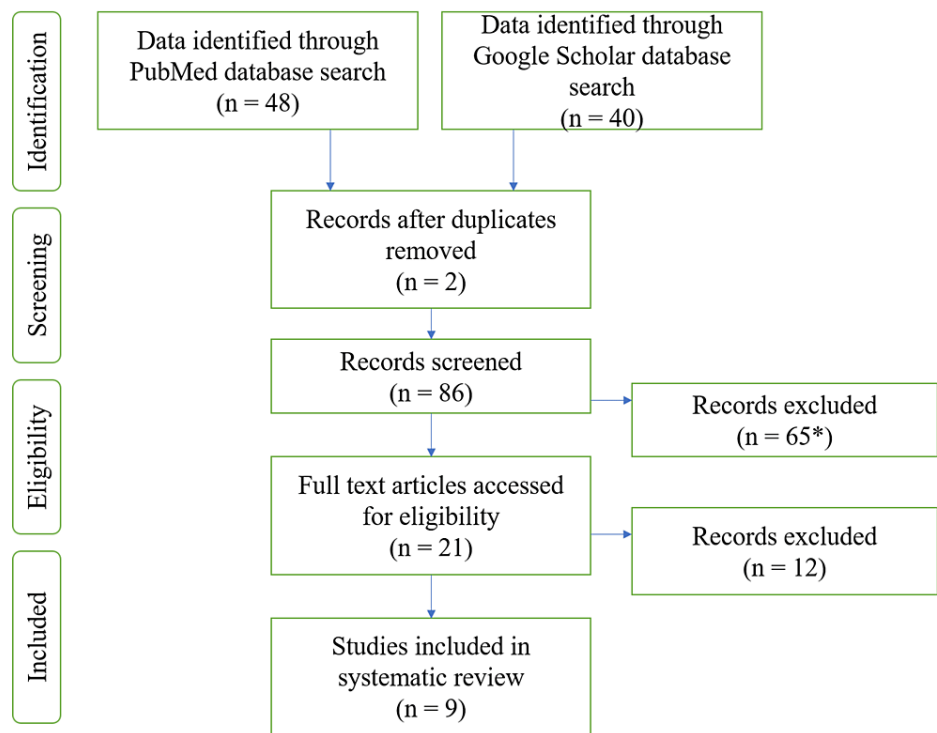 Identification
Data identified through
PubMed database search
(n = 48)
Data identified through
Google Scholar database
search
(n = 40)
Screening
Records after duplicates
removed
(n = 2)
Records screened
(n = 86)
Eligibility
Records excluded
(n = 65*)
Full text articles accessed
for eligibility
(n = 21)
Records excluded
(n = 12)
Included
Studies included in
systematic review
(n = 9)